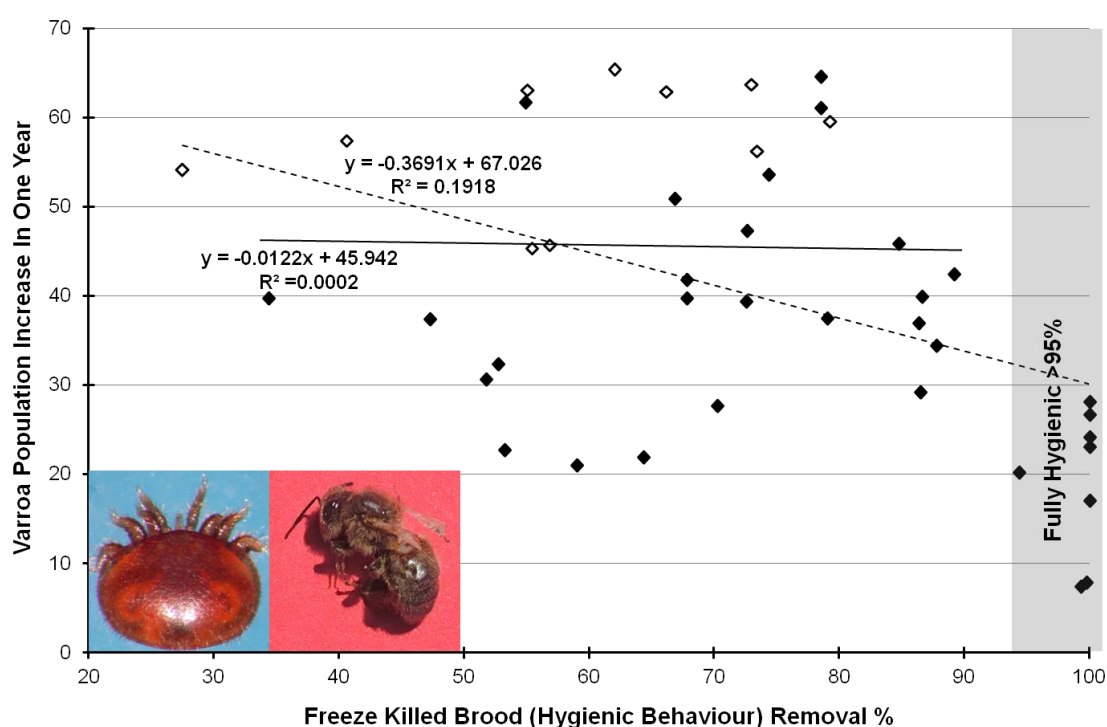 70
60
50
40
30
20
10
0
Varroa Population Increase In One Year
y = -0.3691x + 67.026
R² = 0.1918
y = -0.0122x + 45.942
R² =0.0002
Fully Hygienic >95%
20 30 40 50 60 70 80 90 100
Freeze Killed Brood (Hygienic Behaviour) Removal %